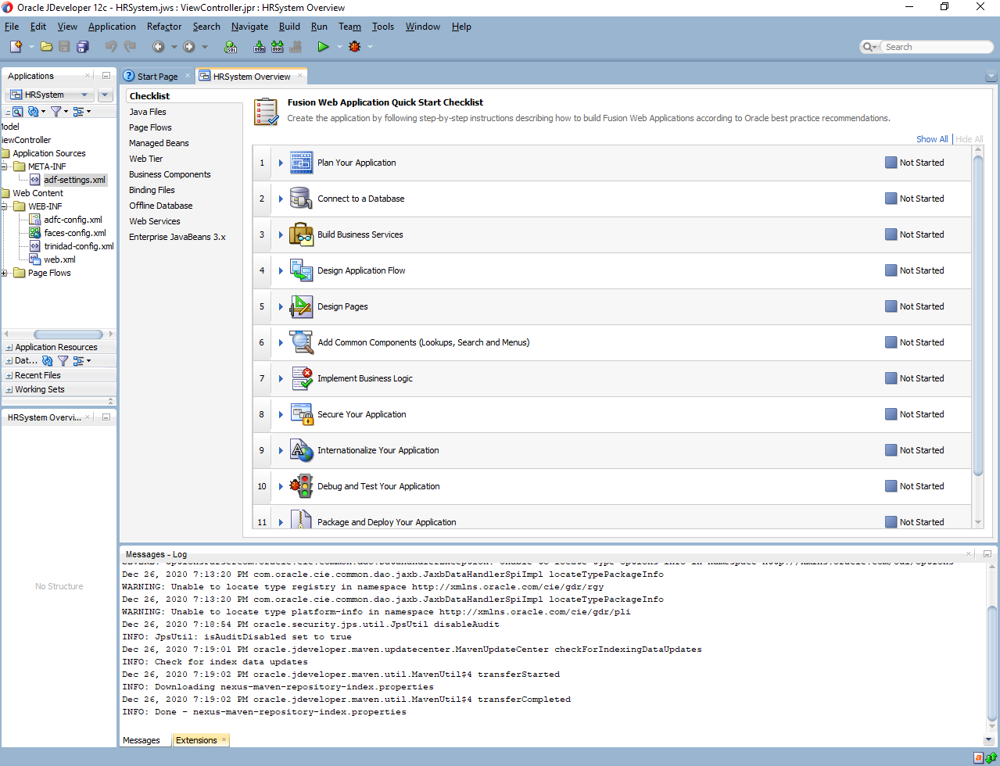 Oracle JDeveloper 12c - HRSystem.jws : ViewController.jpr : HRSystem Overview
File Edit View Application Refactor Search Navigate Build Run Team Tools Window Help
Search
Applications
Start Page
HRSystem Overview
HRSystem
Model
ViewController
Application Sources
META-INF
adf-settings.xml
Web Content
WEB-INF
adfc-config.xml
faces-config.xml
trinidad-config.xml
web.xml
Page Flows
Application Resources
Dat...
Recent Files
Working Sets
HRSystem Overvi...
No Structure
Checklist
Java Files
Page Flows
Managed Beans
Web Tier
Business Components
Binding Files
Offline Database
Web Services
Enterprise JavaBeans 3.x
Fusion Web Application Quick Start Checklist
Create the application by following step-by-step instructions describing how to build Fusion Web Applications according to Oracle best practice recommendations.
Show All Hide All
1 Plan Your Application Not Started
2 Connect to a Database Not Started
3 Build Business Services Not Started
4 Design Application Flow Not Started
5 Design Pages Not Started
6 Add Common Components (Lookups, Search and Menus) Not Started
7 Implement Business Logic Not Started
8 Secure Your Application Not Started
9 Internationalize Your Application Not Started
10 Debug and Test Your Application Not Started
11 Package and Deploy Your Application Not Started
Messages - Log
Dec 26, 2020 7:13:20 PM com.oracle.cie.common.dao.jaxb.JaxbDataHandlerSpiImpl locateTypePackageInfo
WARNING: Unable to locate type registry in namespace http://xmlns.oracle.com/cie/gdr/rgy
Dec 26, 2020 7:13:20 PM com.oracle.cie.common.dao.jaxb.JaxbDataHandlerSpiImpl locateTypePackageInfo
WARNING: Unable to locate type platform-info in namespace http://xmlns.oracle.com/cie/gdr/pli
Dec 26, 2020 7:18:54 PM oracle.security.jps.util.JpsUtil disableAudit
INFO: JpsUtil: isAuditDisabled set to true
Dec 26, 2020 7:19:01 PM oracle.jdeveloper.maven.updatecenter.MavenUpdateCenter checkForIndexingDataUpdates
INFO: Check for index data updates
Dec 26, 2020 7:19:02 PM oracle.jdeveloper.maven.util.MavenUtil$4 transferStarted
INFO: Downloading nexus-maven-repository-index.properties
Dec 26, 2020 7:19:02 PM oracle.jdeveloper.maven.util.MavenUtil$4 transferCompleted
INFO: Done - nexus-maven-repository-index.properties
Messages
Extensions